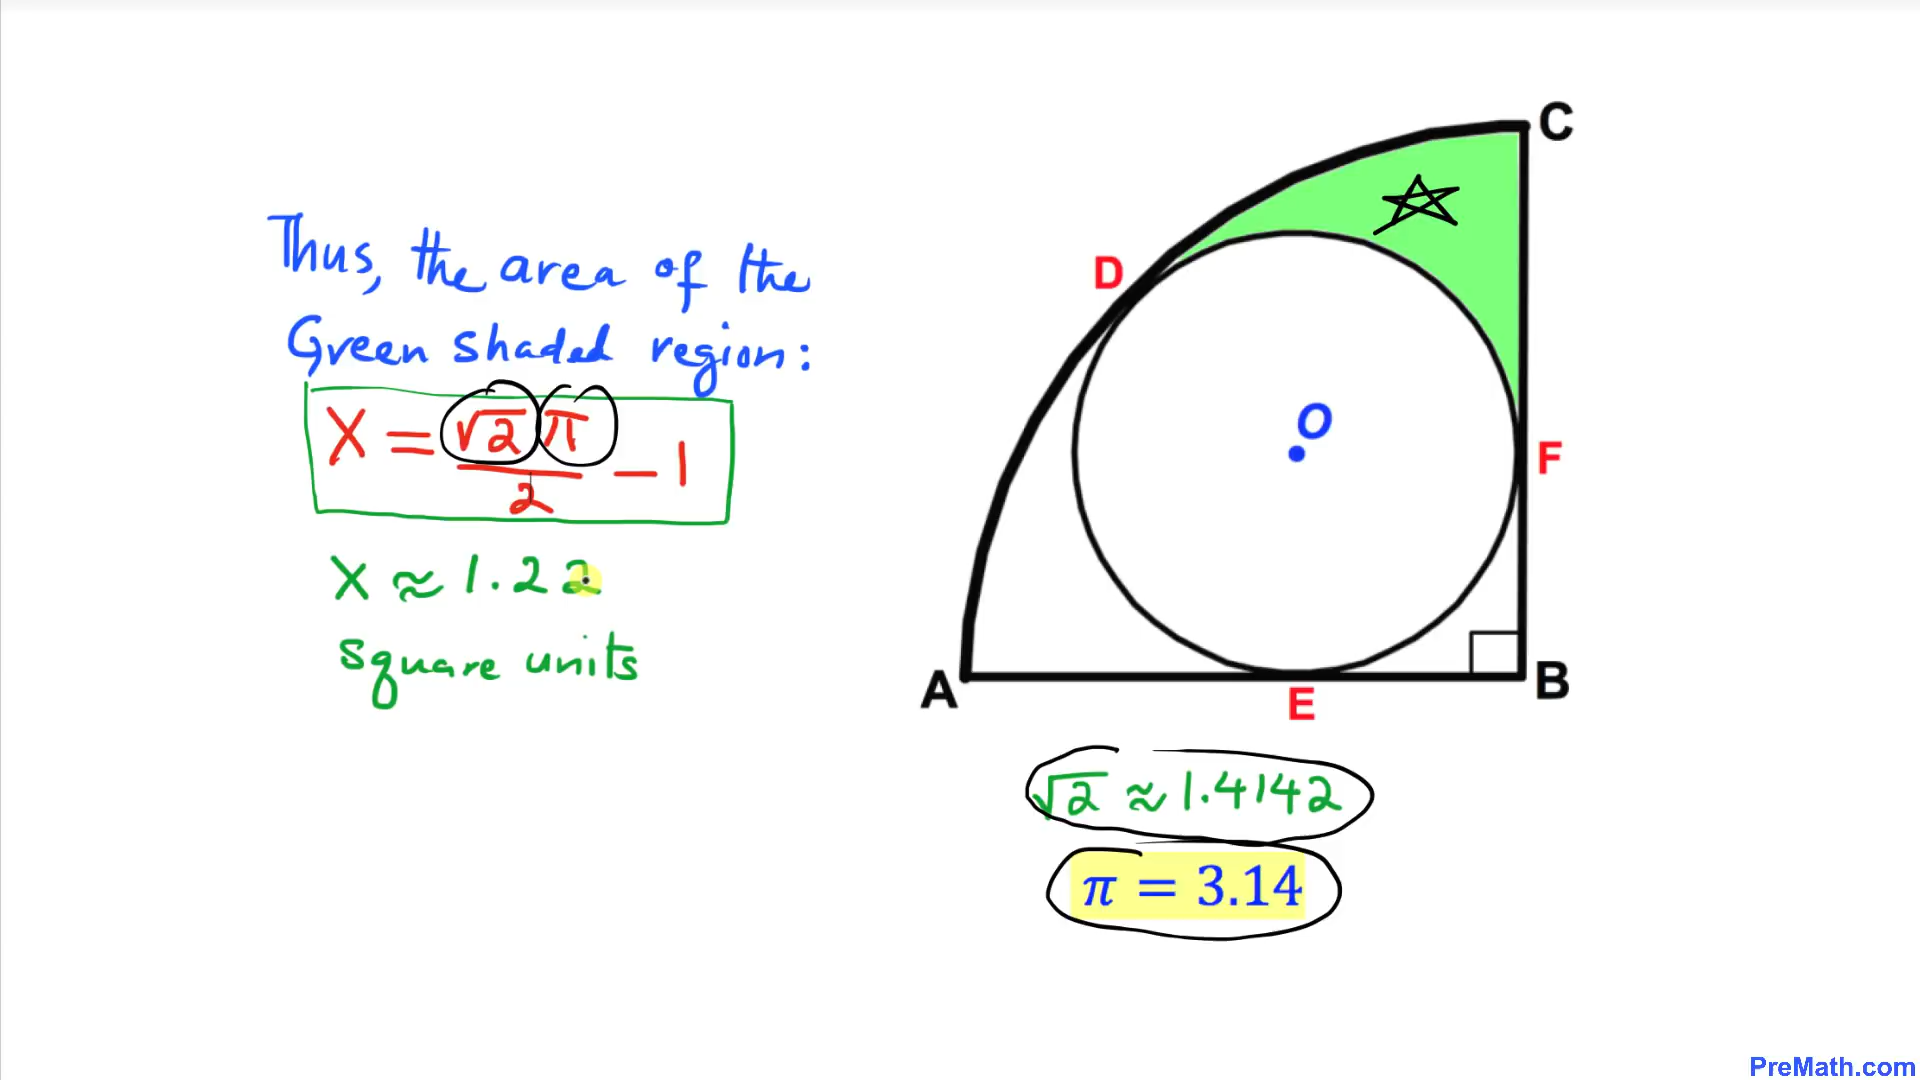 Thus, the area of the
Green shaded region:
X = √2 π / 2 - 1
X ≈ 1.22
square units
C
D
O
F
A
E
B
√2 ≈ 1.4142
π = 3.14
PreMath.com